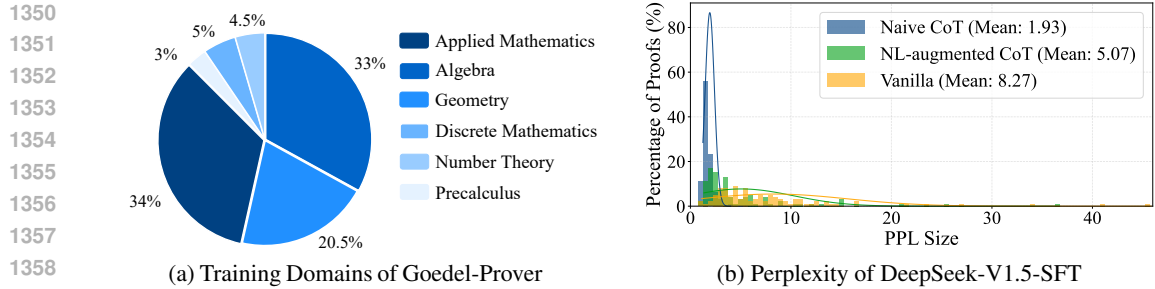 1350
1351
1352
1353
1354
1355
1356
1357
1358
4.5%
5%
3%
33%
34%
20.5%
Applied Mathematics
Algebra
Geometry
Discrete Mathematics
Number Theory
Precalculus
(a) Training Domains of Goedel-Prover
Percentage of Proofs (%)
80
60
40
20
0
0
10
20
30
40
PPL Size
Naive CoT (Mean: 1.93)
NL-augmented CoT (Mean: 5.07)
Vanilla (Mean: 8.27)
(b) Perplexity of DeepSeek-V1.5-SFT